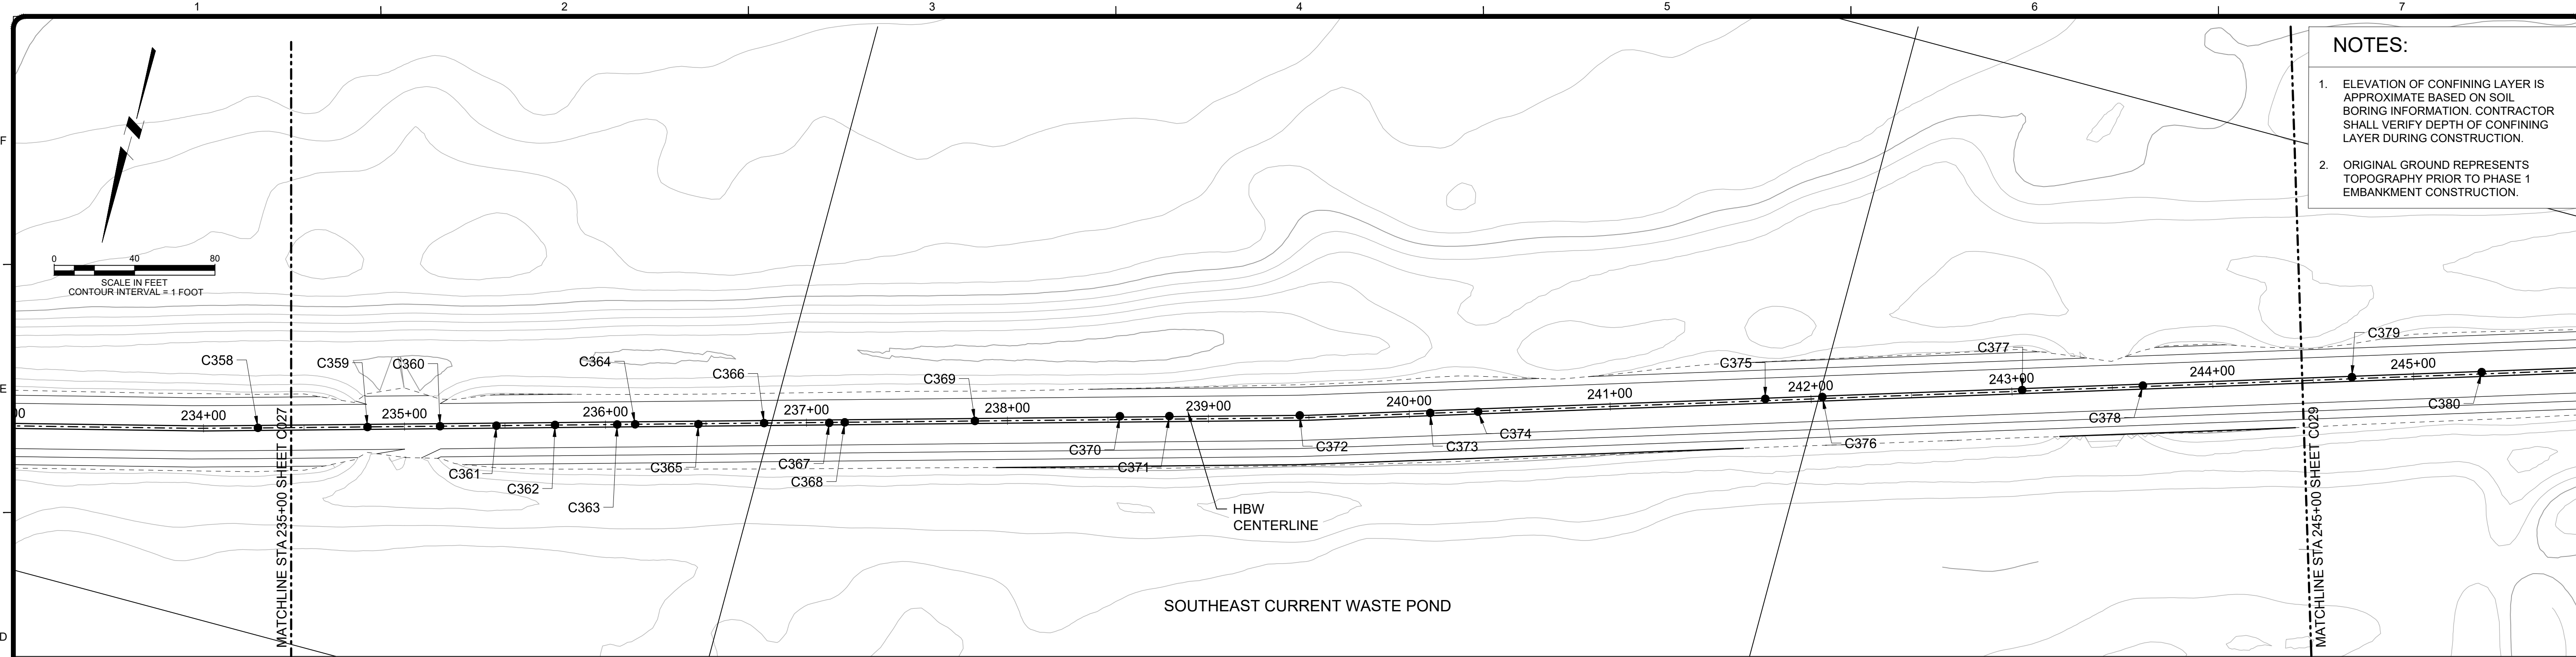 1
2
3
4
5
6
7
F
E
D
NOTES:
1. ELEVATION OF CONFINING LAYER IS
APPROXIMATE BASED ON SOIL
BORING INFORMATION. CONTRACTOR
SHALL VERIFY DEPTH OF CONFINING
LAYER DURING CONSTRUCTION.
2. ORIGINAL GROUND REPRESENTS
TOPOGRAPHY PRIOR TO PHASE 1
EMBANKMENT CONSTRUCTION.
0 40 80
SCALE IN FEET
CONTOUR INTERVAL = 1 FOOT
MATCHLINE STA 235+00 SHEET C027
MATCHLINE STA 245+00 SHEET C029
C358
C359
C360
C364
C366
C369
C375
C377
C379
234+00
235+00
236+00
237+00
238+00
239+00
240+00
241+00
242+00
243+00
244+00
245+00
C361
C362
C363
C365
C367
C368
C370
C371
C372
C373
C374
C376
C378
C380
HBW
CENTERLINE
SOUTHEAST CURRENT WASTE POND